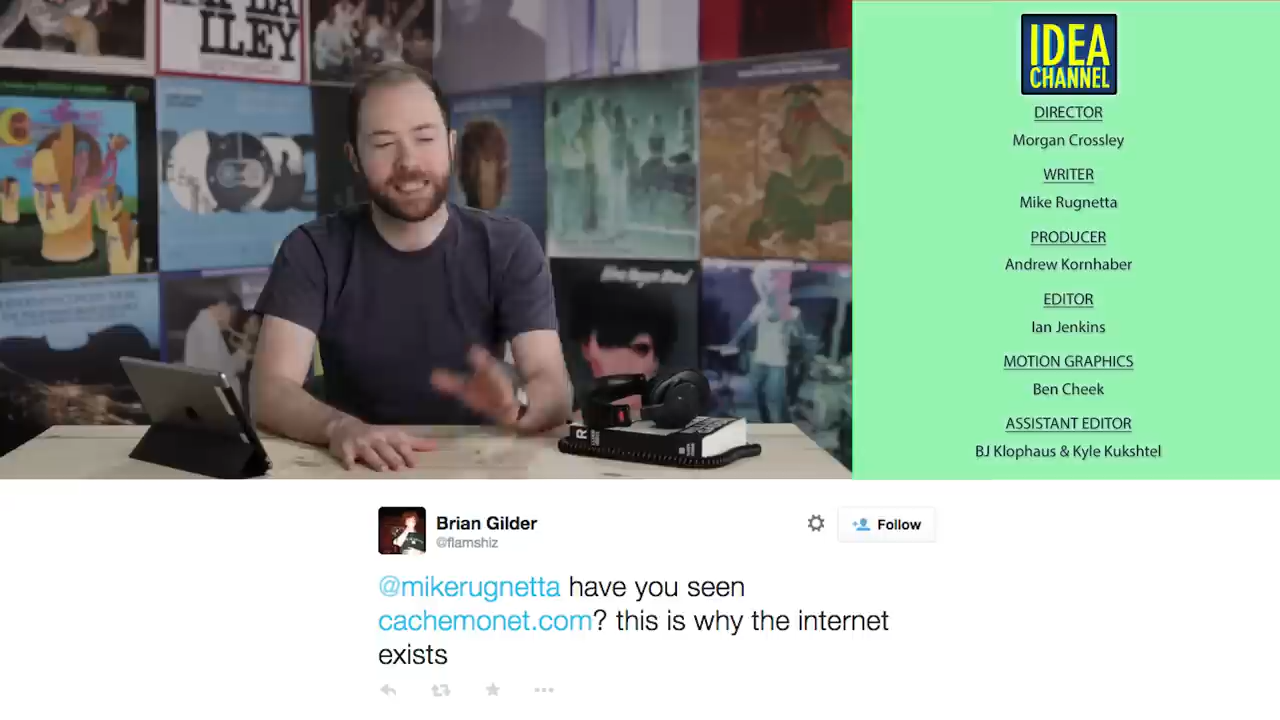 ILEY
IDEA
CHANNEL
DIRECTOR
Morgan Crossley
WRITER
Mike Rugnetta
PRODUCER
Andrew Kornhaber
EDITOR
Ian Jenkins
MOTION GRAPHICS
Ben Cheek
ASSISTANT EDITOR
BJ Klophaus & Kyle Kukshtel
Brian Gilder
@flamshiz
Follow
@mikerugnetta have you seen
cachemonet.com? this is why the internet
exists